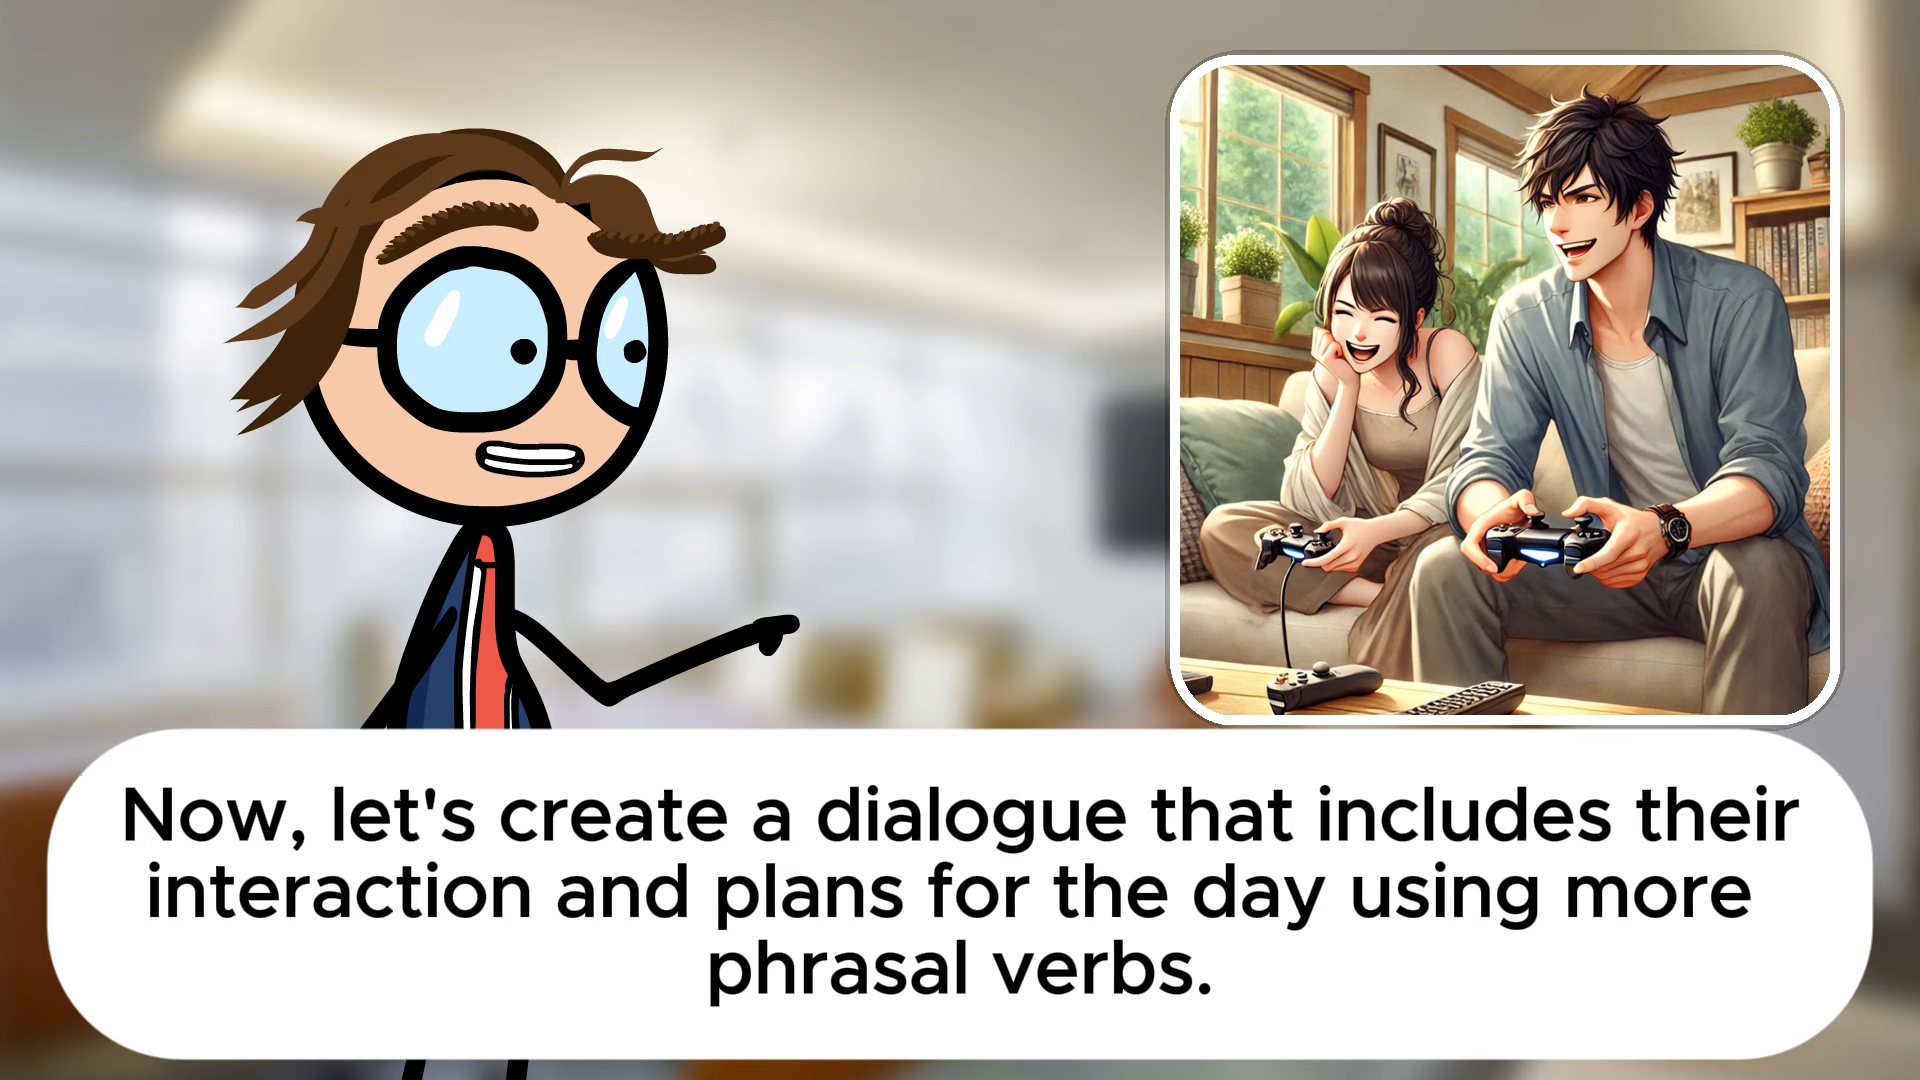 Now, let's create a dialogue that includes their
interaction and plans for the day using more
phrasal verbs.